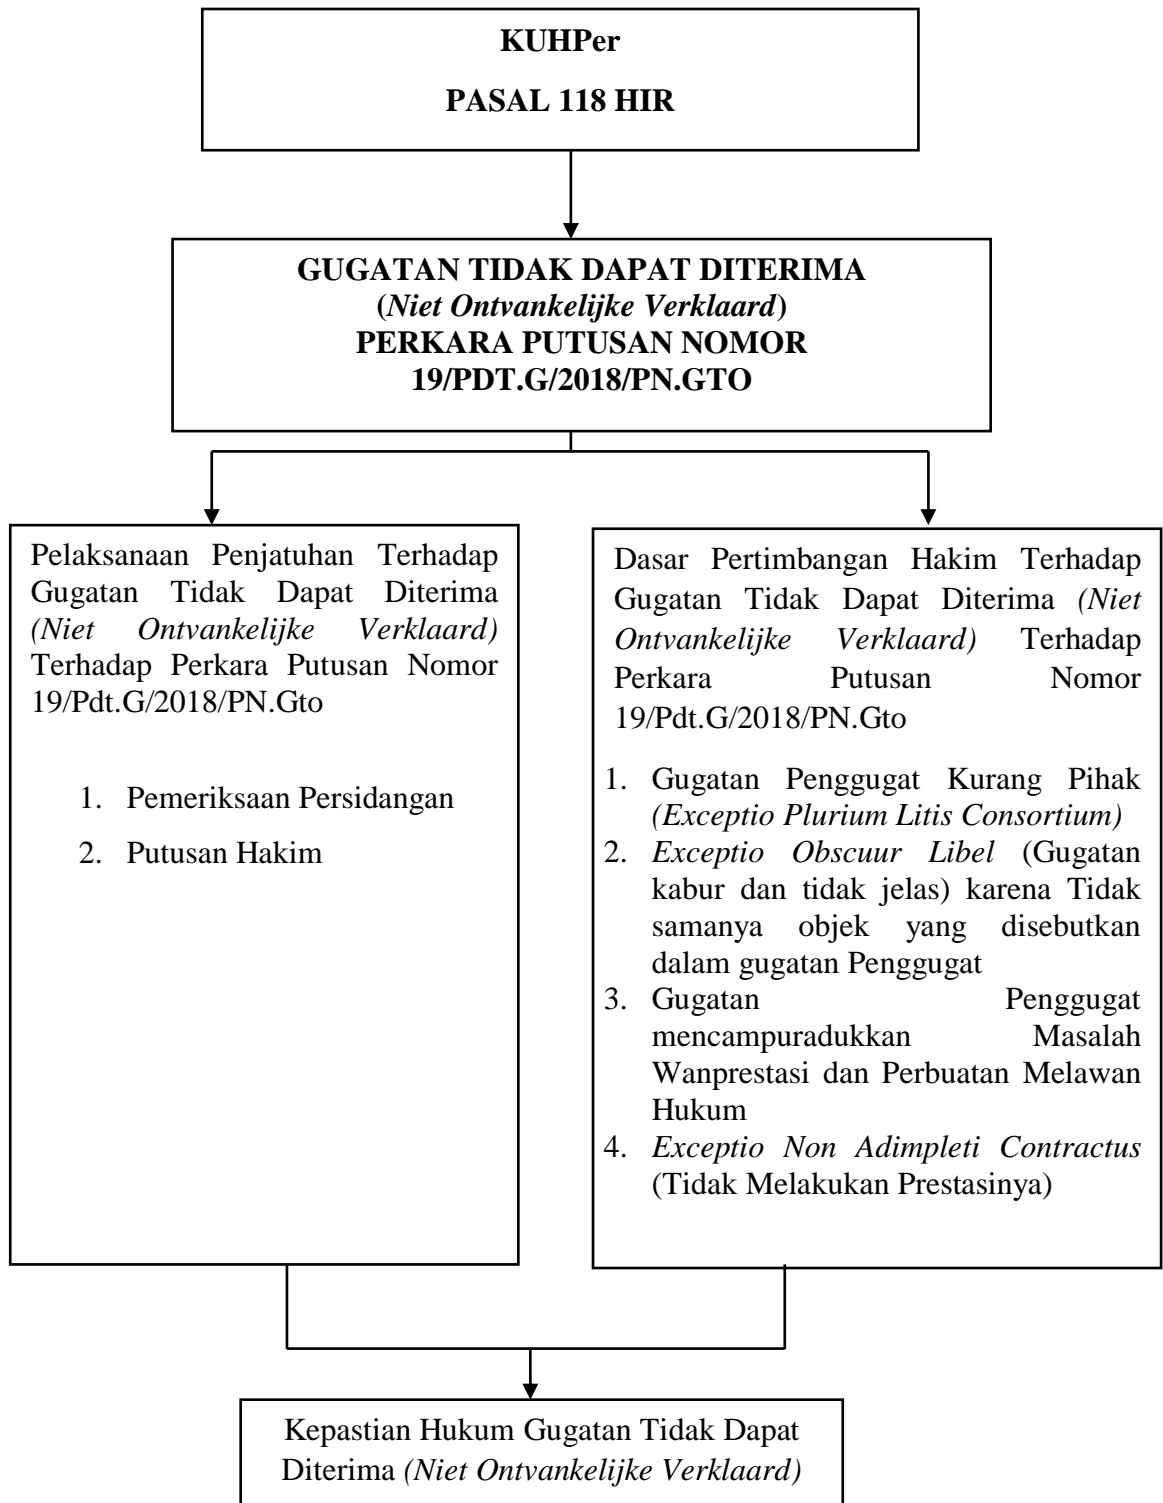 KUHPer
PASAL 118 HIR
GUGATAN TIDAK DAPAT DITERIMA
(Niet Ontvankelijke Verklaard)
PERKARA PUTUSAN NOMOR
19/PDT.G/2018/PN.GTO
Pelaksanaan Penjatuhan Terhadap
Gugatan Tidak Dapat Diterima
(Niet Ontvankelijke Verklaard)
Terhadap Perkara Putusan Nomor
19/Pdt.G/2018/PN.Gto
1. Pemeriksaan Persidangan
2. Putusan Hakim
Dasar Pertimbangan Hakim Terhadap
Gugatan Tidak Dapat Diterima (Niet
Ontvankelijke Verklaard) Terhadap
Perkara Putusan Nomor
19/Pdt.G/2018/PN.Gto
1. Gugatan Penggugat Kurang Pihak
(Exceptio Plurium Litis Consortium)
2. Exceptio Obscuur Libel (Gugatan
kabur dan tidak jelas) karena Tidak
samanya objek yang disebutkan
dalam gugatan Penggugat
3. Gugatan Penggugat
mencampuradukkan Masalah
Wanprestasi dan Perbuatan Melawan
Hukum
4. Exceptio Non Adimpleti Contractus
(Tidak Melakukan Prestasinya)
Kepastian Hukum Gugatan Tidak Dapat
Diterima (Niet Ontvankelijke Verklaard)